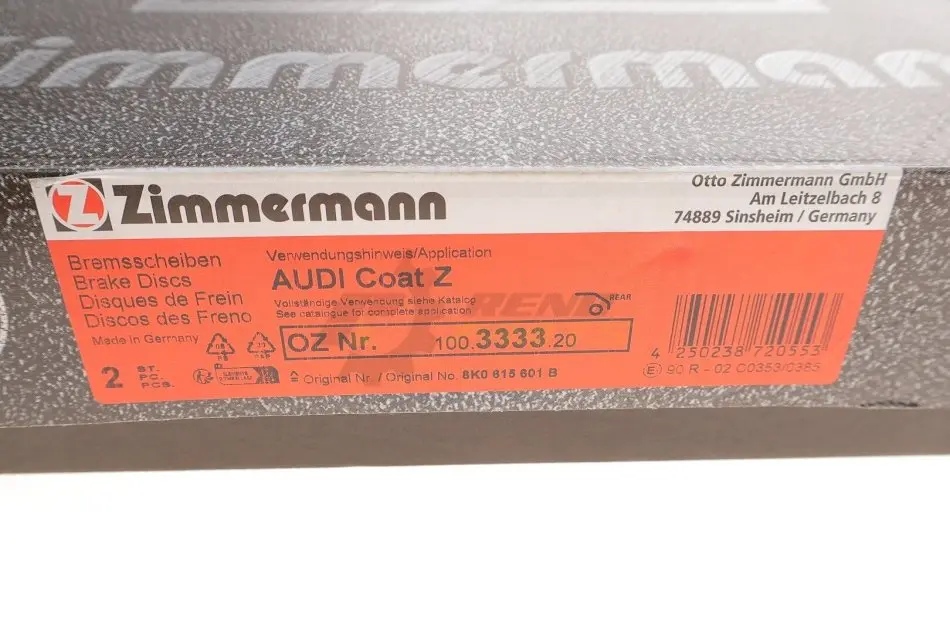 Zimmermann
Zimmermann
Otto Zimmermann GmbH
Am Leitzelbach 8
74889 Sinsheim / Germany
Bremsscheiben
Brake Discs
Disques de Frein
Discos des Freno
Made in Germany
2 ST.
PC.
PCS.
Verwendungshinweis/Application
AUDI Coat Z
Vollständige Verwendung siehe Katalog
See catalogue for complete application
REAR
OZ Nr. 100.3333.20
Original Nr. / Original No. 8K0 615 601 B
4 250238 720553
E1 90 R - 02 C0353/0385
TREND